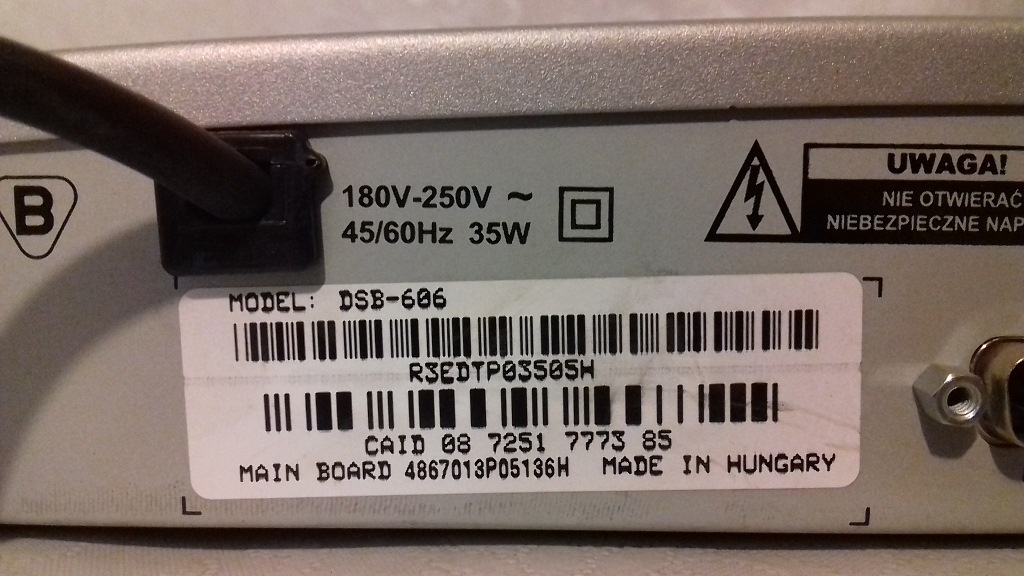 B
180V-250V ~
45/60Hz 35W
UWAGA!
NIE OTWIERAĆ
NIEBEZPIECZNE
MODEL: DSB-606
R3EDTP03505H
CAID 08 7251 7773 85
MAIN BOARD 4867013P05136H MADE IN HUNGARY